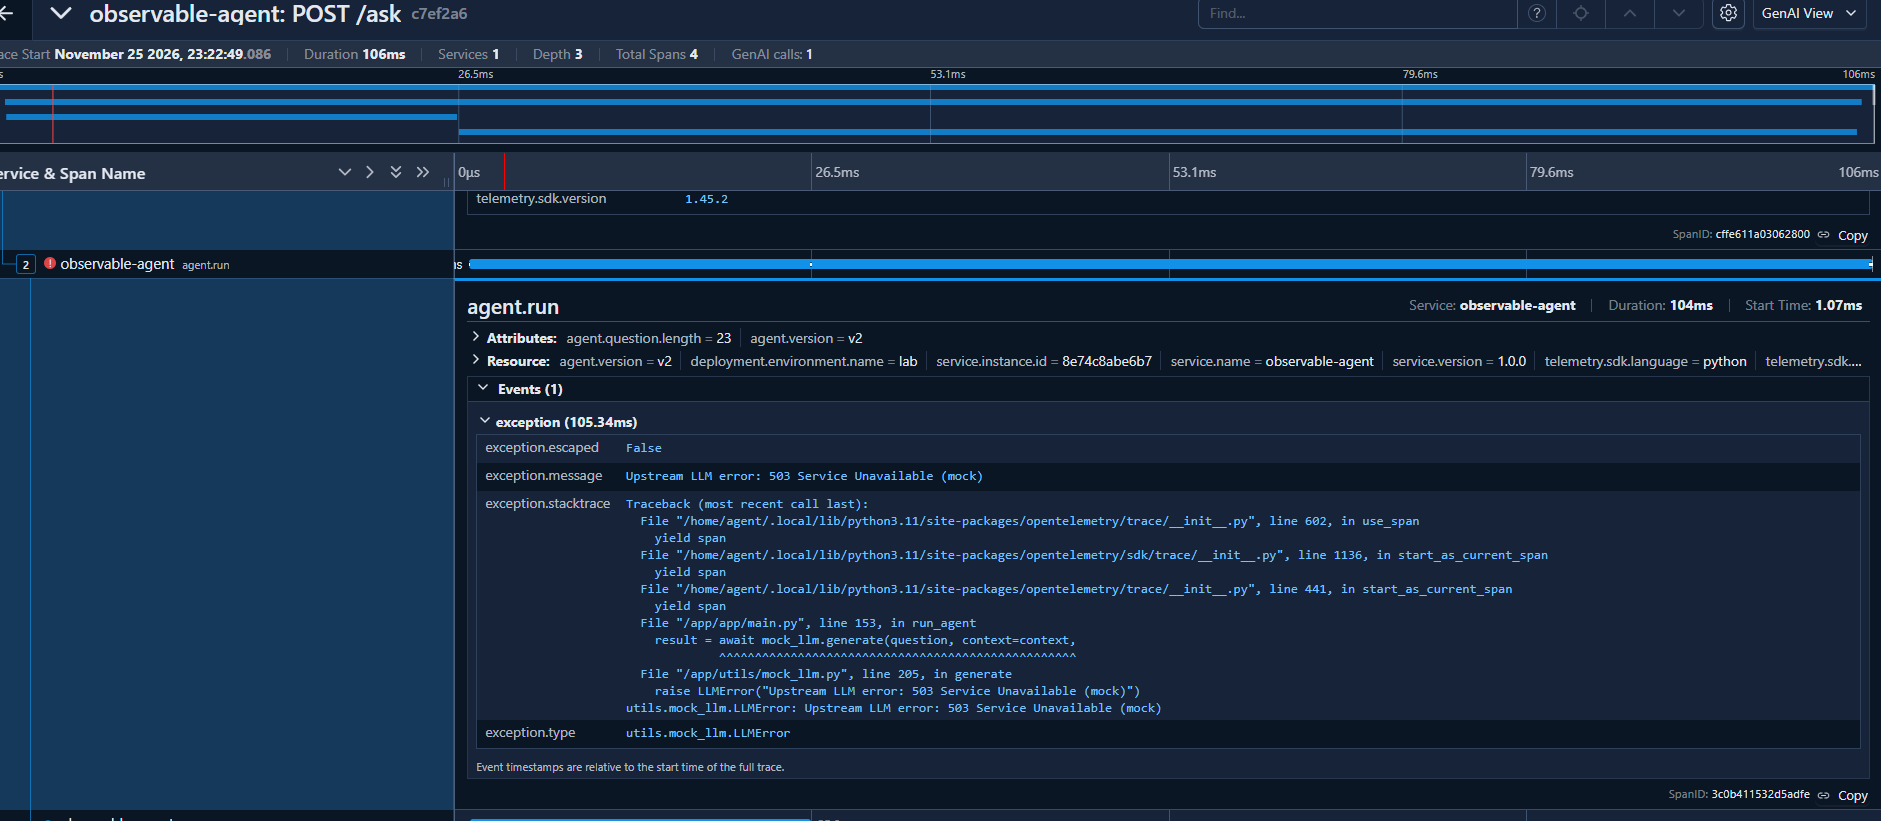 observable-agent: POST /ask c7ef2a6
Find...
GenAI View
ace Start November 25 2026, 23:22:49.086 Duration 106ms Services 1 Depth 3 Total Spans 4 GenAI calls: 1
s 26.5ms 53.1ms 79.6ms 106ms
ervice & Span Name
0μs 26.5ms 53.1ms 79.6ms 106ms
telemetry.sdk.version 1.45.2
SpanID: cffe611a03062800 Copy
2 observable-agent agent.run
ms
agent.run
Service: observable-agent Duration: 104ms Start Time: 1.07ms
Attributes: agent.question.length = 23 agent.version = v2
Resource: agent.version = v2 deployment.environment.name = lab service.instance.id = 8e74c8abe6b7 service.name = observable-agent service.version = 1.0.0 telemetry.sdk.language = python telemetry.sdk....
Events (1)
exception (105.34ms)
exception.escaped False
exception.message Upstream LLM error: 503 Service Unavailable (mock)
exception.stacktrace Traceback (most recent call last):
File "/home/agent/.local/lib/python3.11/site-packages/opentelemetry/trace/__init__.py", line 602, in use_span
yield span
File "/home/agent/.local/lib/python3.11/site-packages/opentelemetry/sdk/trace/__init__.py", line 1136, in start_as_current_span
yield span
File "/home/agent/.local/lib/python3.11/site-packages/opentelemetry/trace/__init__.py", line 441, in start_as_current_span
yield span
File "/app/app/main.py", line 153, in run_agent
result = await mock_llm.generate(question, context=context,
^^^^^^^^^^^^^^^^^^^^^^^^^^^^^^^^^^^^^^^^^^^^^^^^^^
File "/app/utils/mock_llm.py", line 205, in generate
raise LLMError("Upstream LLM error: 503 Service Unavailable (mock)")
utils.mock_llm.LLMError: Upstream LLM error: 503 Service Unavailable (mock)
exception.type utils.mock_llm.LLMError
Event timestamps are relative to the start time of the full trace.
SpanID: 3c0b411532d5adfe Copy